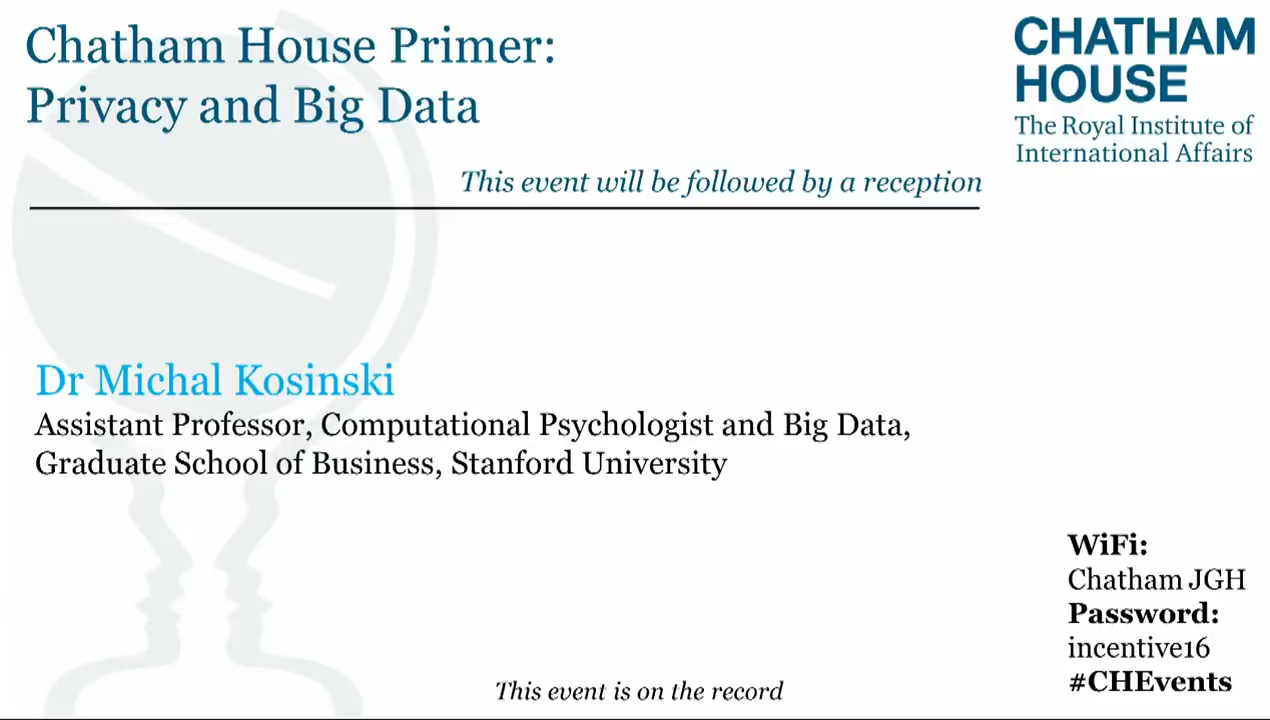 Chatham House Primer:
Privacy and Big Data
CHATHAM
HOUSE
The Royal Institute of
International Affairs
This event will be followed by a reception
Dr Michal Kosinski
Assistant Professor, Computational Psychologist and Big Data,
Graduate School of Business, Stanford University
WiFi:
Chatham JGH
Password:
incentive16
#CHEvents
This event is on the record